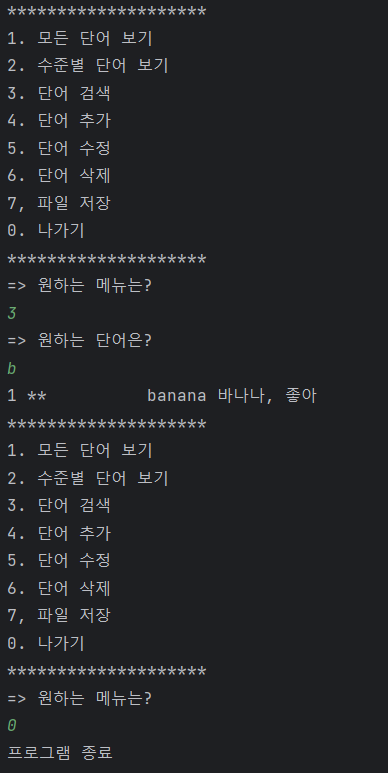 ********************
1. 모든 단어 보기
2. 수준별 단어 보기
3. 단어 검색
4. 단어 추가
5. 단어 수정
6. 단어 삭제
7, 파일 저장
0. 나가기
********************
=> 원하는 메뉴는?
3
=> 원하는 단어은?
b
1 **          banana 바나나, 좋아
********************
1. 모든 단어 보기
2. 수준별 단어 보기
3. 단어 검색
4. 단어 추가
5. 단어 수정
6. 단어 삭제
7, 파일 저장
0. 나가기
********************
=> 원하는 메뉴는?
0
프로그램 종료